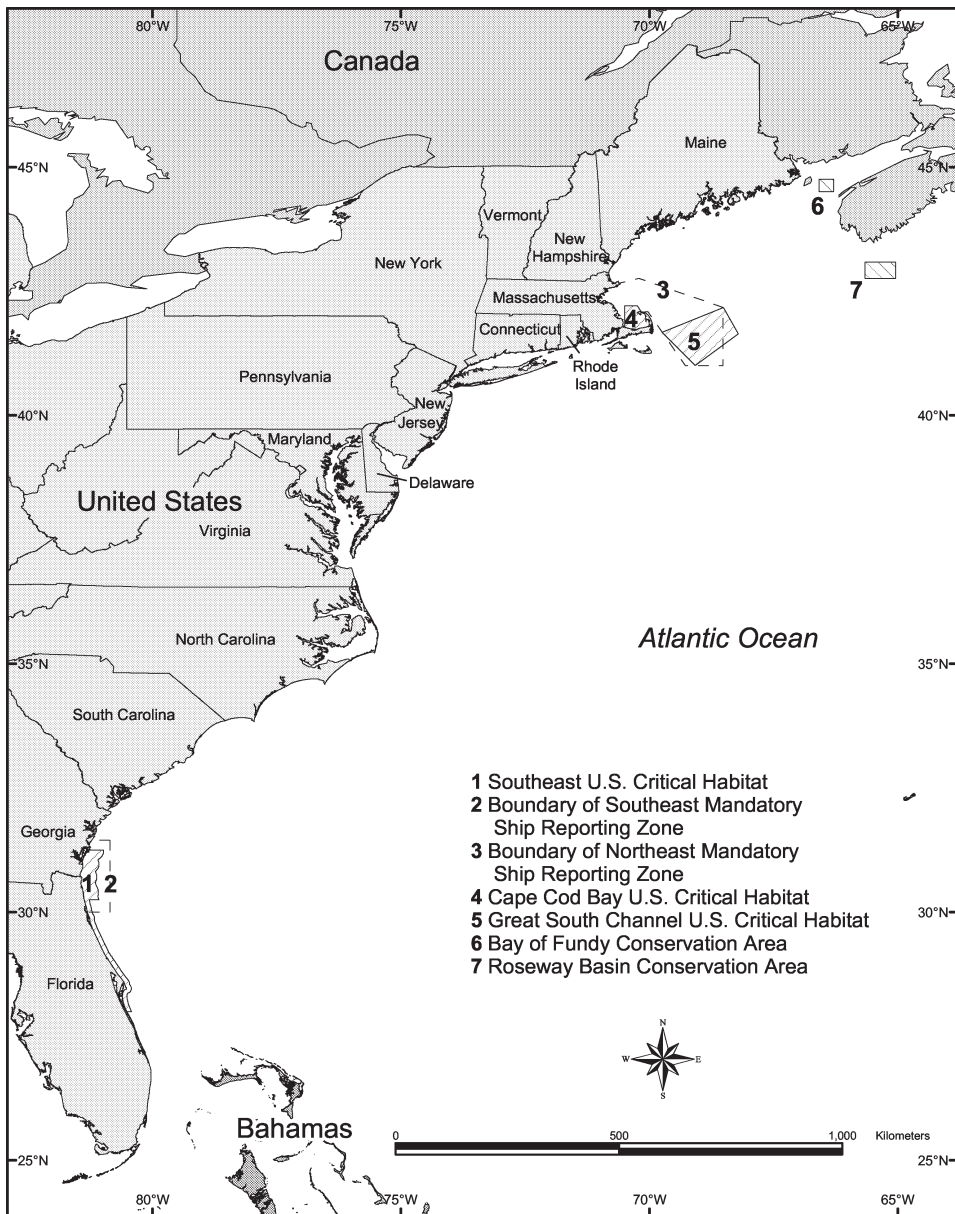 80°W
75°W
70°W
65°W
Canada
Maine
45°N
45°N
6
Vermont
New
Hampshire
New York
7
3
Massachusetts
4
Connecticut
5
Rhode
Island
Pennsylvania
New
Jersey
40°N
40°N
Maryland
Delaware
United States
Virginia
North Carolina
Atlantic Ocean
35°N
35°N
South Carolina
1 Southeast U.S. Critical Habitat
2 Boundary of Southeast Mandatory
Ship Reporting Zone
3 Boundary of Northeast Mandatory
Ship Reporting Zone
4 Cape Cod Bay U.S. Critical Habitat
5 Great South Channel U.S. Critical Habitat
6 Bay of Fundy Conservation Area
7 Roseway Basin Conservation Area
Georgia
1
2
30°N
30°N
Florida
N
W
E
S
Bahamas
0
500
1,000
Kilometers
25°N
25°N
80°W
75°W
70°W
65°W